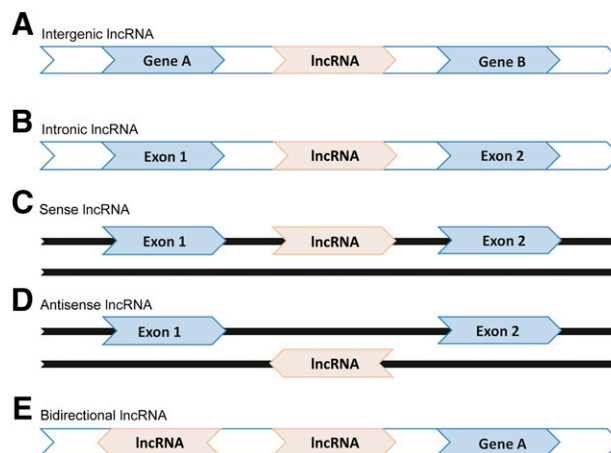 A
Intergenic lncRNA
Gene A lncRNA Gene B
B
Intronic lncRNA
Exon 1 lncRNA Exon 2
C
Sense lncRNA
Exon 1 lncRNA Exon 2
D
Antisense lncRNA
Exon 1 Exon 2
lncRNA
E
Bidirectional lncRNA
lncRNA lncRNA Gene A